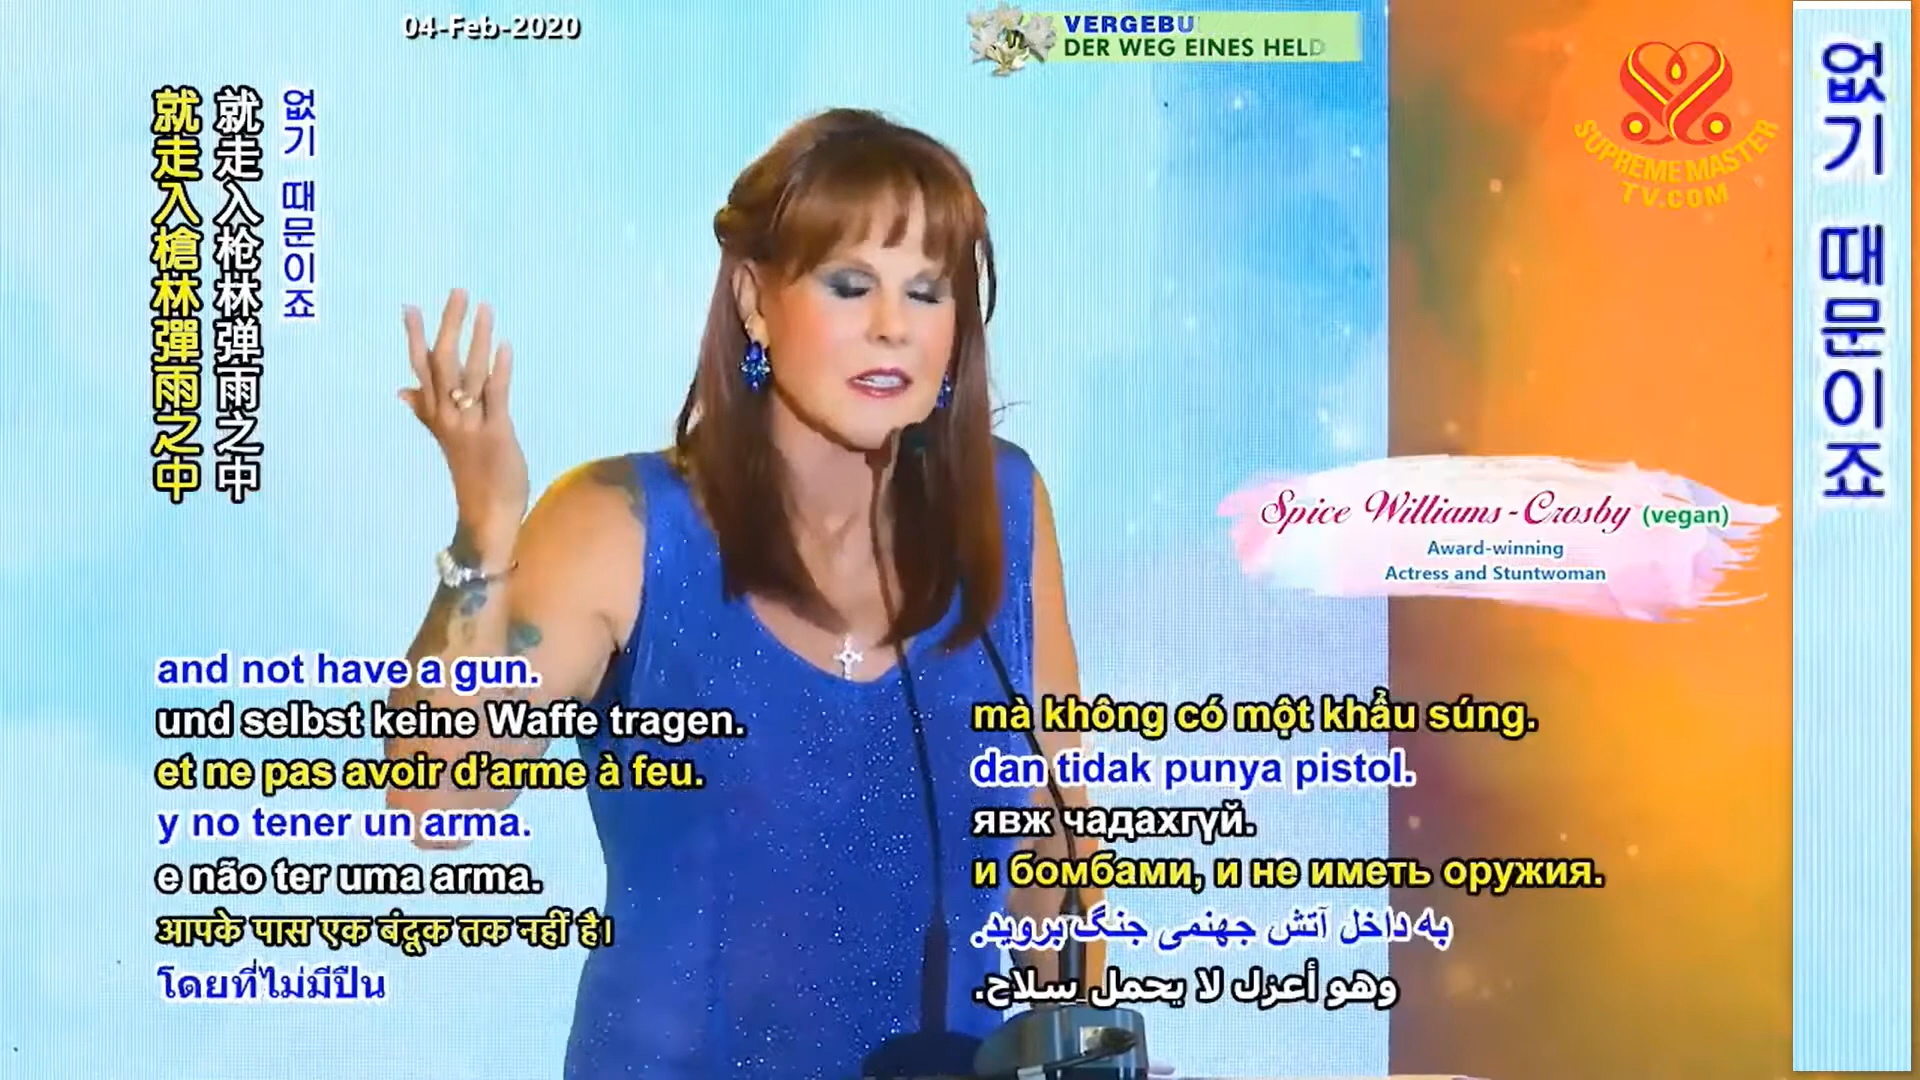 04-Feb-2020
VERGEBU
DER WEG EINES HELD
SUPREME MASTER
TV.COM
없기 때문이죠
就走入枪林弹雨之中
就走入槍林彈雨之中
없기 때문이죠
Spice Williams-Crosby (vegan)
Award-winning
Actress and Stuntwoman
and not have a gun.
und selbst keine Waffe tragen.
et ne pas avoir d’arme à feu.
y no tener un arma.
e não ter uma arma.
आपके पास एक बंदूक तक नहीं है।
โดยที่ไม่มีปืน
mà không có một khẩu súng.
dan tidak punya pistol.
явж чадахгүй.
и бомбами, и не иметь оружия.
به داخل آتش جهنمی جنگ بروید.
وهو أعزل لا يحمل سلاح.